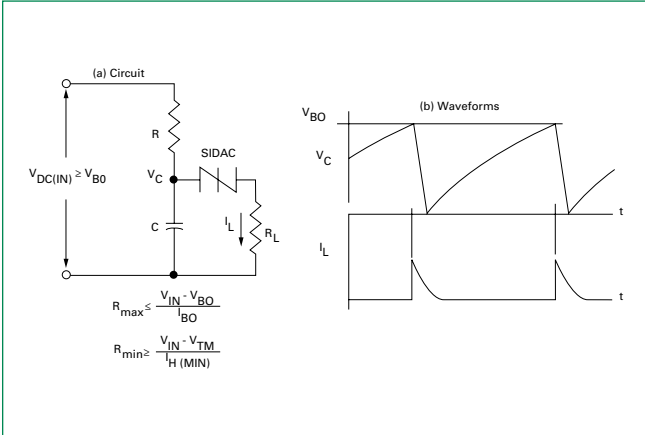 (a) Circuit
R
SIDAC
V_DC(IN) ≥ V_B0
V_C
C
I_L
R_L
R_max ≤ (V_IN - V_BO) / I_BO
R_min ≥ (V_IN - V_TM) / I_H (MIN)
(b) Waveforms
V_BO
V_C
t
I_L
t